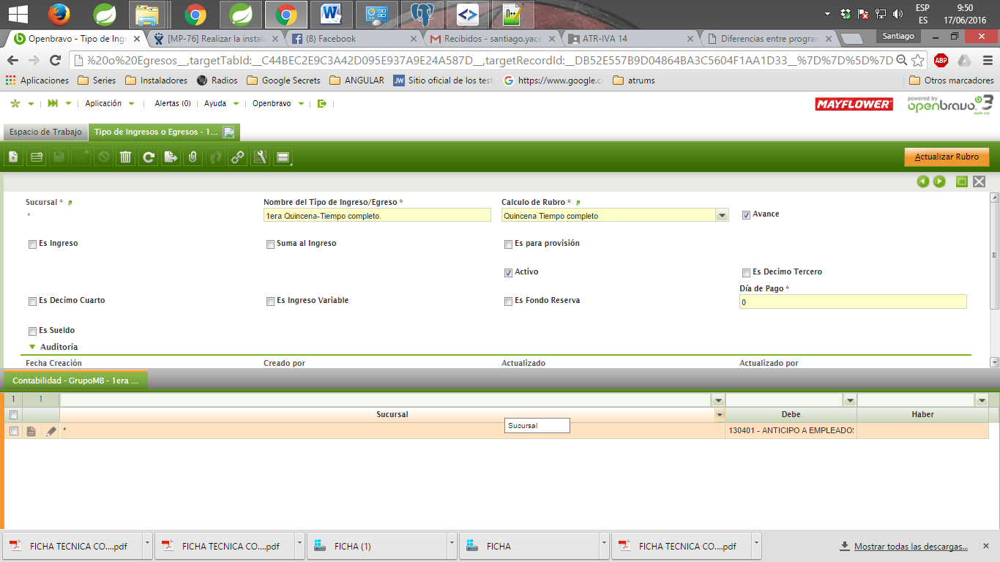 ESP
ES
9:50
17/06/2016
Openbravo - Tipo de Ing
[MP-76] Realizar la instal
(8) Facebook
Recibidos - santiago.yace
ATR-IVA 14
Diferencias entre program
Santiago
%20o%20Egresos__,targetTabId:__C44BEC2E9C3A42D095E937A9E24A587D__,targetRecordId:__DB52E557B9D04864BA3C5604F1AA1D33__%7D%7D%5D%7D
ABP
Aplicaciones
Series
Instaladores
Radios
Google Secrets
ANGULAR
JW Sitio oficial de los test
https://www.google.c
atrums
Otros marcadores
Aplicación
Alertas (0)
Ayuda
Openbravo
MAYFLOWER
powered by
openbravo 3
agile erp
Espacio de Trabajo
Tipo de Ingresos o Egresos - 1...
Actualizar Rubro
Sucursal *
*
Nombre del Tipo de Ingreso/Egreso *
1era Quincena-Tiempo completo.
Calculo de Rubro *
Quincena Tiempo completo
Avance
Es Ingreso
Suma al Ingreso
Es para provisión
Activo
Es Decimo Tercero
Es Decimo Cuarto
Es Ingreso Variable
Es Fondo Reserva
Día de Pago *
0
Es Sueldo
Auditoría
Fecha Creación
Creado por
Actualizado
Actualizado por
Contabilidad - GrupoMB - 1era ...
1
1
Sucursal
Debe
Haber
*
Sucursal
130401 - ANTICIPO A EMPLEADOS
FICHA TECNICA CO....pdf
FICHA TECNICA CO....pdf
FICHA (1)
FICHA
FICHA TECNICA CO....pdf
Mostrar todas las descargas...